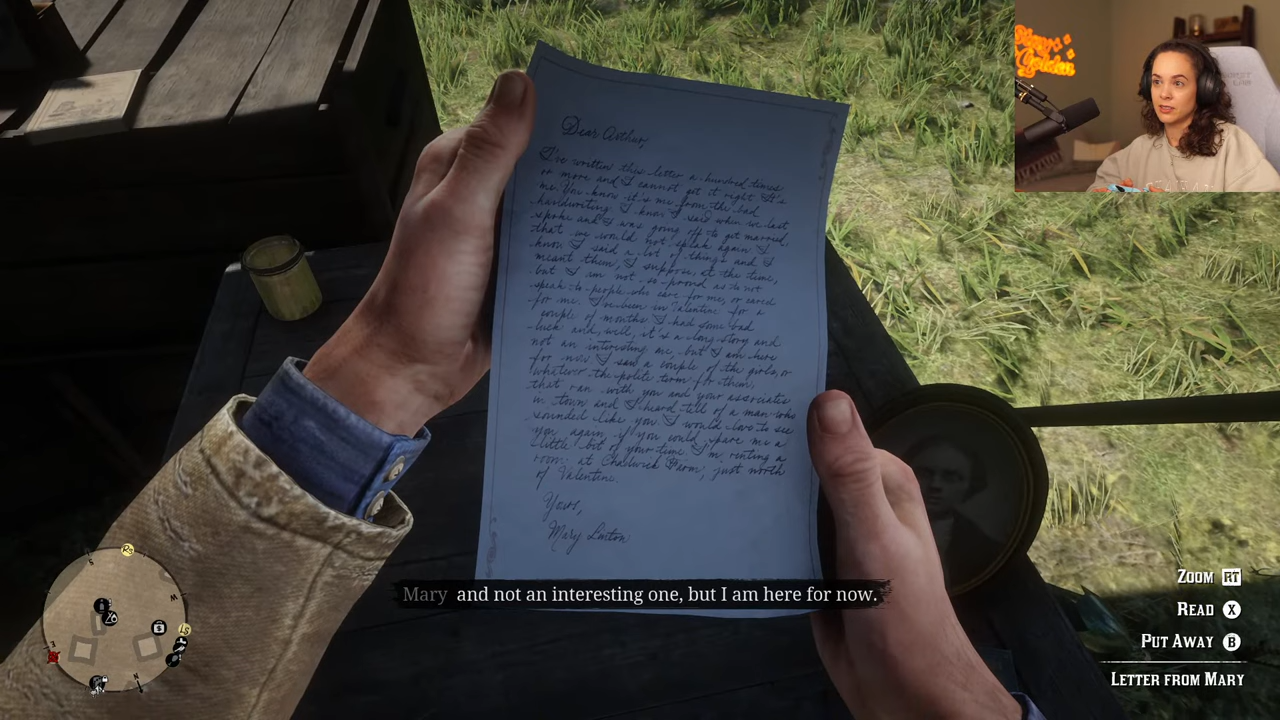 Dear Arthur,
I've written this letter a hundred times
or more and I cannot get it right. It's
me. You know it's me from the bad
handwriting. I know I said when we last
spoke and I was going off to get married,
that we would not speak again. I
know I said a lot of things and I
meant them, I suppose, at the time,
but I am not so proud as to not
speak to people who care for me, or cared
for me. I've been in Valentine for a
couple of months. I had some bad
luck and, well, it's a long story and
not an interesting one, but I am here
for now. I saw a couple of the girls, or
whatever the polite term for them,
that ran with you and your associates
in town and I heard tell of a man who
sounded like you. I would love to see
you again if you could spare me a
little bit of your time. I'm renting a
room at Chadwick Farm, just north
of Valentine.
Yours,
Mary Linton
Mary and not an interesting one, but I am here for now.
ZOOM RT
READ X
PUT AWAY B
LETTER FROM MARY